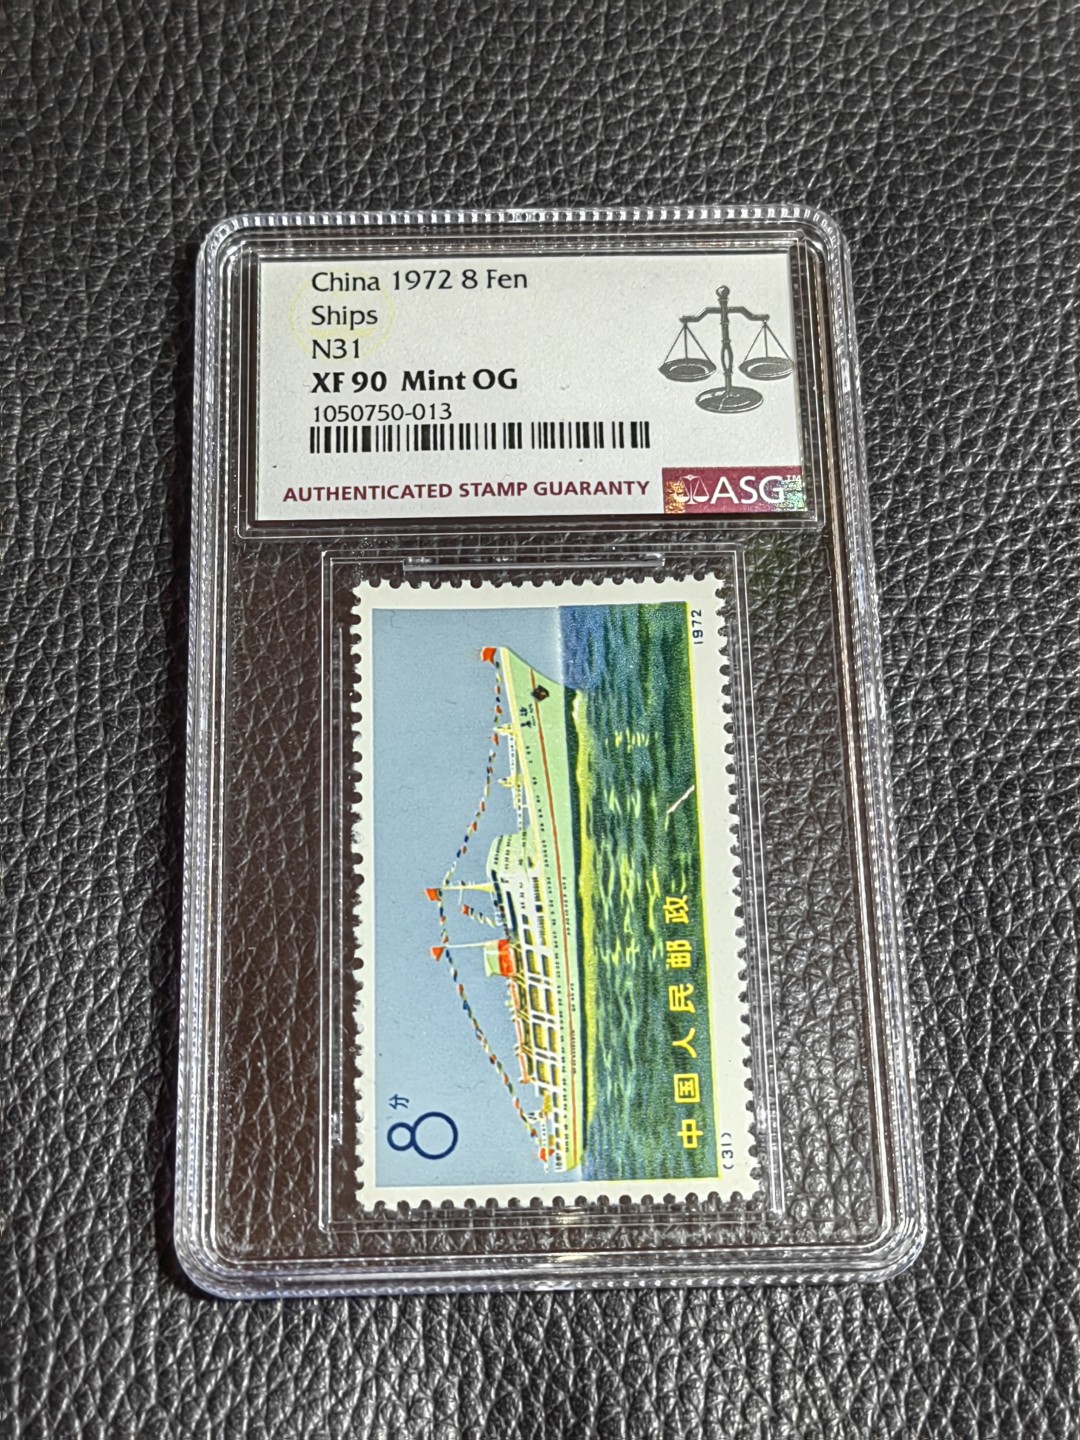 China 1972 8 Fen
Ships
N31
XF 90 Mint OG
1050750-013
AUTHENTICATED STAMP GUARANTY
ASG™
8分
中国人民邮政
(31)
1972